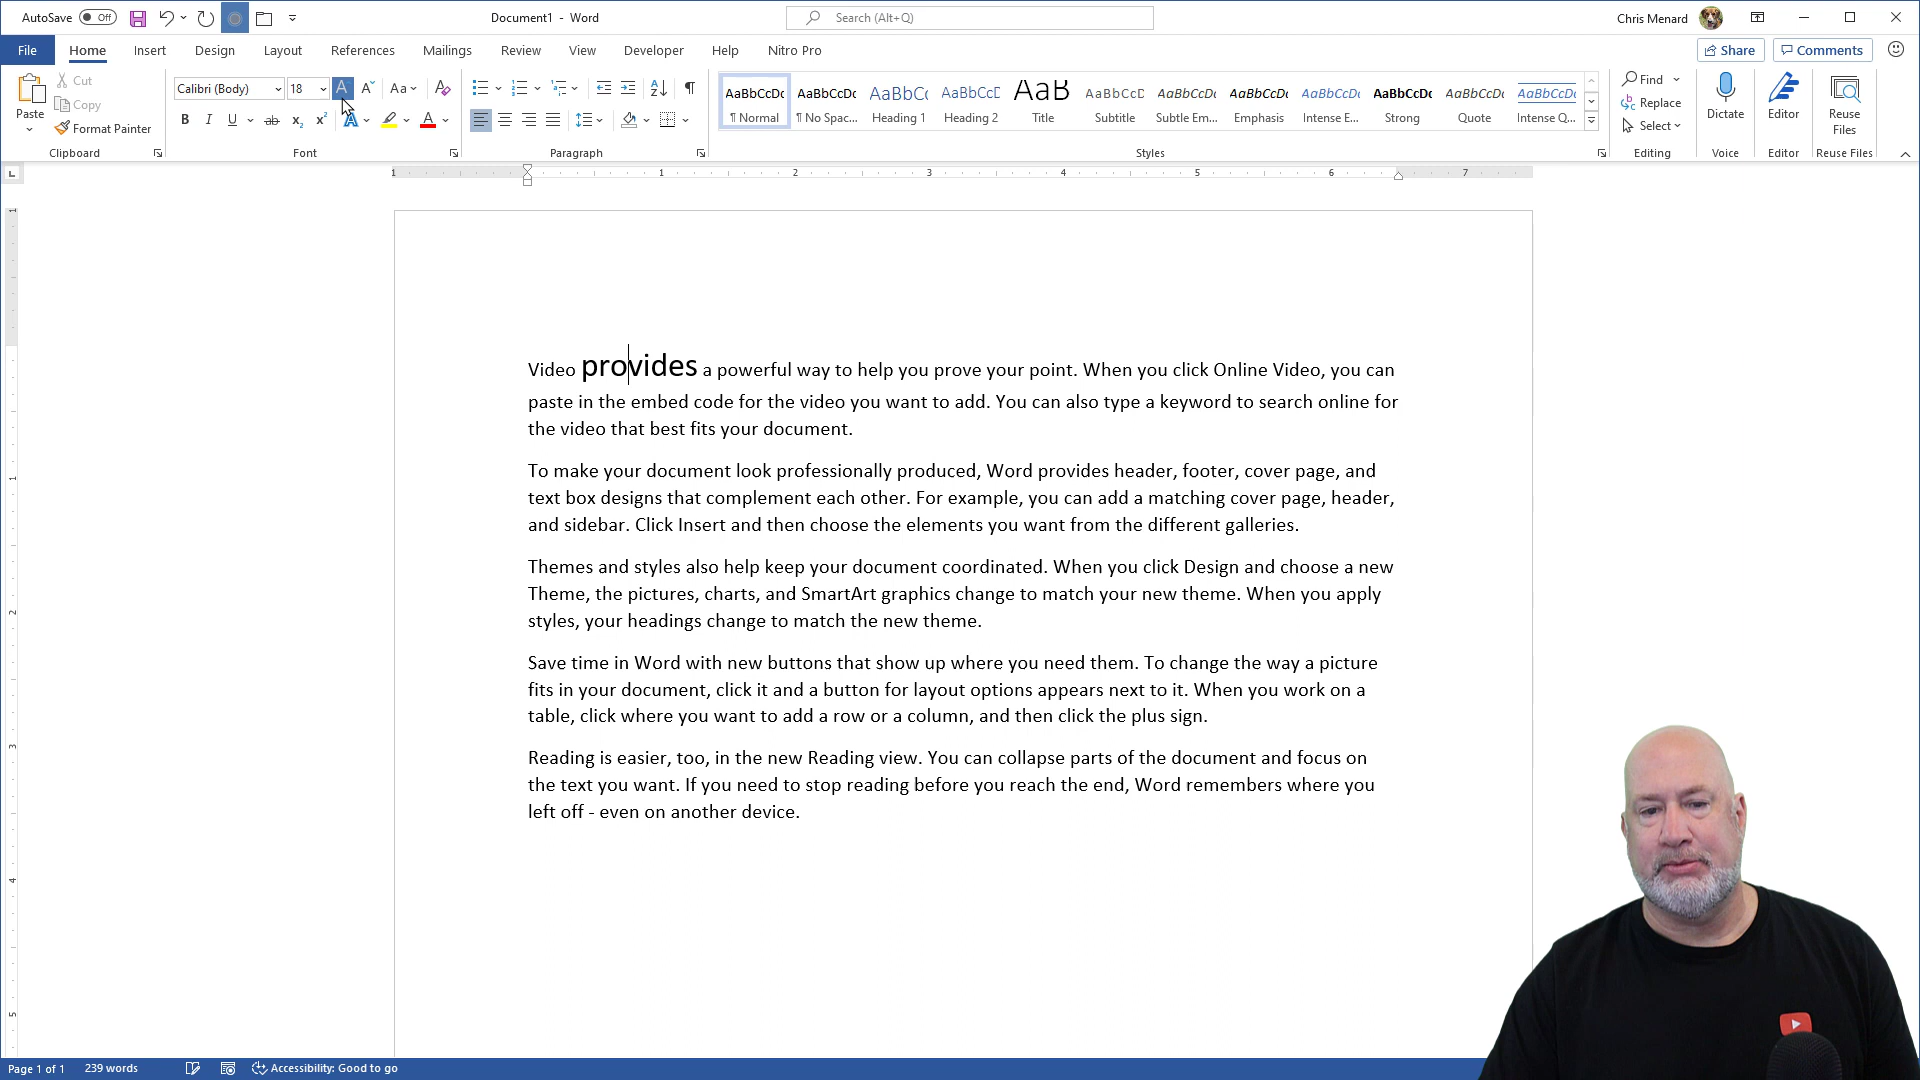 AutoSave Off
Document1 - Word
Search (Alt+Q)
Chris Menard
File Home Insert Design Layout References Mailings Review View Developer Help Nitro Pro
Share Comments
Paste
Cut
Copy
Format Painter
Calibri (Body) 18
AaBbCcDc AaBbCcDc AaBbC AaBbCcD AaB AaBbCcD AaBbCcDc AaBbCcDc AaBbCcDc AaBbCcDc AaBbCcDc AaBbCcDc
¶ Normal ¶ No Spac... Heading 1 Heading 2 Title Subtitle Subtle Em... Emphasis Intense E... Strong Quote Intense Q...
Find
Replace
Select
Dictate
Editor
Reuse
Files
Clipboard Font Paragraph Styles Editing Voice Editor Reuse Files
1 1 2 3 4 5 6 7
Video provides a powerful way to help you prove your point. When you click Online Video, you can
paste in the embed code for the video you want to add. You can also type a keyword to search online for
the video that best fits your document.
To make your document look professionally produced, Word provides header, footer, cover page, and
text box designs that complement each other. For example, you can add a matching cover page, header,
and sidebar. Click Insert and then choose the elements you want from the different galleries.
Themes and styles also help keep your document coordinated. When you click Design and choose a new
Theme, the pictures, charts, and SmartArt graphics change to match your new theme. When you apply
styles, your headings change to match the new theme.
Save time in Word with new buttons that show up where you need them. To change the way a picture
fits in your document, click it and a button for layout options appears next to it. When you work on a
table, click where you want to add a row or a column, and then click the plus sign.
Reading is easier, too, in the new Reading view. You can collapse parts of the document and focus on
the text you want. If you need to stop reading before you reach the end, Word remembers where you
left off - even on another device.
Page 1 of 1 239 words Accessibility: Good to go